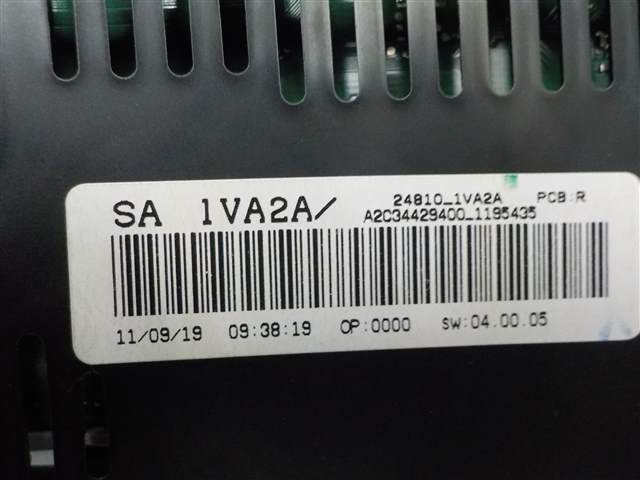 SA 1VA2A/ 24810_1VA2A PCB:R
A2C34429400_1195435
11/09/19 09:38:19 OP:0000 SW:04.00.05